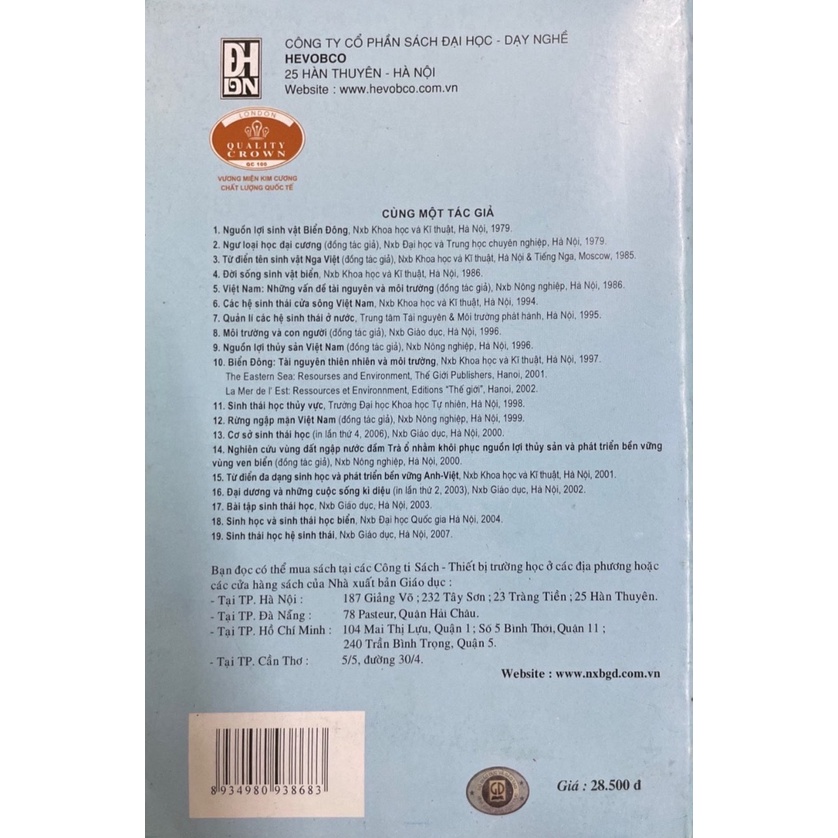 ĐH
DN
CÔNG TY CỔ PHẦN SÁCH ĐẠI HỌC - DẠY NGHỀ
HEVOBCO
25 HÀN THUYÊN - HÀ NỘI
Website : www.hevobco.com.vn
LONDON
QUALITY
CROWN
QC 100
VƯƠNG MIỆN KIM CƯƠNG
CHẤT LƯỢNG QUỐC TẾ
CÙNG MỘT TÁC GIẢ
1. Nguồn lợi sinh vật Biển Đông, Nxb Khoa học và Kĩ thuật, Hà Nội, 1979.
2. Ngư loại học đại cương (đồng tác giả), Nxb Đại học và Trung học chuyên nghiệp, Hà Nội, 1979.
3. Từ điển tên sinh vật Nga Việt (đồng tác giả), Nxb Khoa học và Kĩ thuật, Hà Nội & Tiếng Nga, Moscow, 1985.
4. Đời sống sinh vật biển, Nxb Khoa học và Kĩ thuật, Hà Nội, 1986.
5. Việt Nam: Những vấn đề tài nguyên và môi trường (đồng tác giả), Nxb Nông nghiệp, Hà Nội, 1986.
6. Các hệ sinh thái cửa sông Việt Nam, Nxb Khoa học và Kĩ thuật, Hà Nội, 1994.
7. Quản lí các hệ sinh thái ở nước, Trung tâm Tài nguyên & Môi trường phát hành, Hà Nội, 1995.
8. Môi trường và con người (đồng tác giả), Nxb Giáo dục, Hà Nội, 1996.
9. Nguồn lợi thủy sản Việt Nam (đồng tác giả), Nxb Nông nghiệp, Hà Nội, 1996.
10. Biển Đông: Tài nguyên thiên nhiên và môi trường, Nxb Khoa học và Kĩ thuật, Hà Nội, 1997.
The Eastern Sea: Resourses and Environment, Thế Giới Publishers, Hanoi, 2001.
La Mer de l' Est: Ressources et Environnment, Editions "Thế giới", Hanoi, 2002.
11. Sinh thái học thủy vực, Trường Đại học Khoa học Tự nhiên, Hà Nội, 1998.
12. Rừng ngập mặn Việt Nam (đồng tác giả), Nxb Nông nghiệp, Hà Nội, 1999.
13. Cơ sở sinh thái học (in lần thứ 4, 2006), Nxb Giáo dục, Hà Nội, 2000.
14. Nghiên cứu vùng đất ngập nước đầm Trà ổ nhằm khôi phục nguồn lợi thủy sản và phát triển bền vững
vùng ven biển (đồng tác giả), Nxb Nông nghiệp, Hà Nội, 2000.
15. Từ điển đa dạng sinh học và phát triển bền vững Anh-Việt, Nxb Khoa học và Kĩ thuật, Hà Nội, 2001.
16. Đại dương và những cuộc sống kì diệu (in lần thứ 2, 2003), Nxb Giáo dục, Hà Nội, 2002.
17. Bài tập sinh thái học, Nxb Giáo dục, Hà Nội, 2003.
18. Sinh học và sinh thái học biển, Nxb Đại học Quốc gia Hà Nội, 2004.
19. Sinh thái học hệ sinh thái, Nxb Giáo dục, Hà Nội, 2007.
Bạn đọc có thể mua sách tại các Công ti Sách - Thiết bị trường học ở các địa phương hoặc
các cửa hàng sách của Nhà xuất bản Giáo dục :
- Tại TP. Hà Nội : 187 Giảng Võ ; 232 Tây Sơn ; 23 Tràng Tiền ; 25 Hàn Thuyên.
- Tại TP. Đà Nẵng : 78 Pasteur, Quận Hải Châu.
- Tại TP. Hồ Chí Minh : 104 Mai Thị Lựu, Quận 1 ; Số 5 Bình Thới, Quận 11 ;
240 Trần Bình Trọng, Quận 5.
- Tại TP. Cần Thơ : 5/5, đường 30/4.
Website : www.nxbgd.com.vn
8 934980 938683
GD
Giá : 28.500 đ